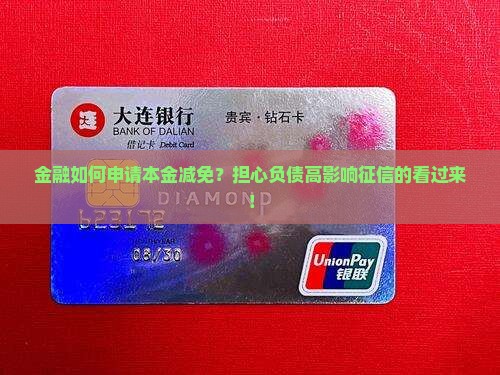 大连银行
BANK OF DALIAN
贵宾·钻石卡
借记卡 Debit Card
金融如何申请本金减免？担心负债高影响征信的看过来
！
DIAMOND
623172
08/30
UnionPay
银联